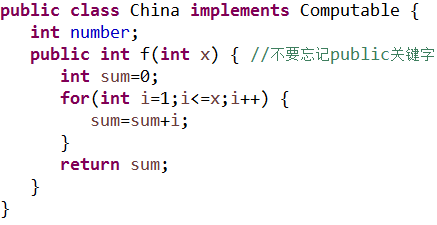 public class China implements Computable {
   int number;
   public int f(int x) { //不要忘记public关键字
      int sum=0;
      for(int i=1;i<=x;i++) {
         sum=sum+i;
      }
      return sum;
   }
}